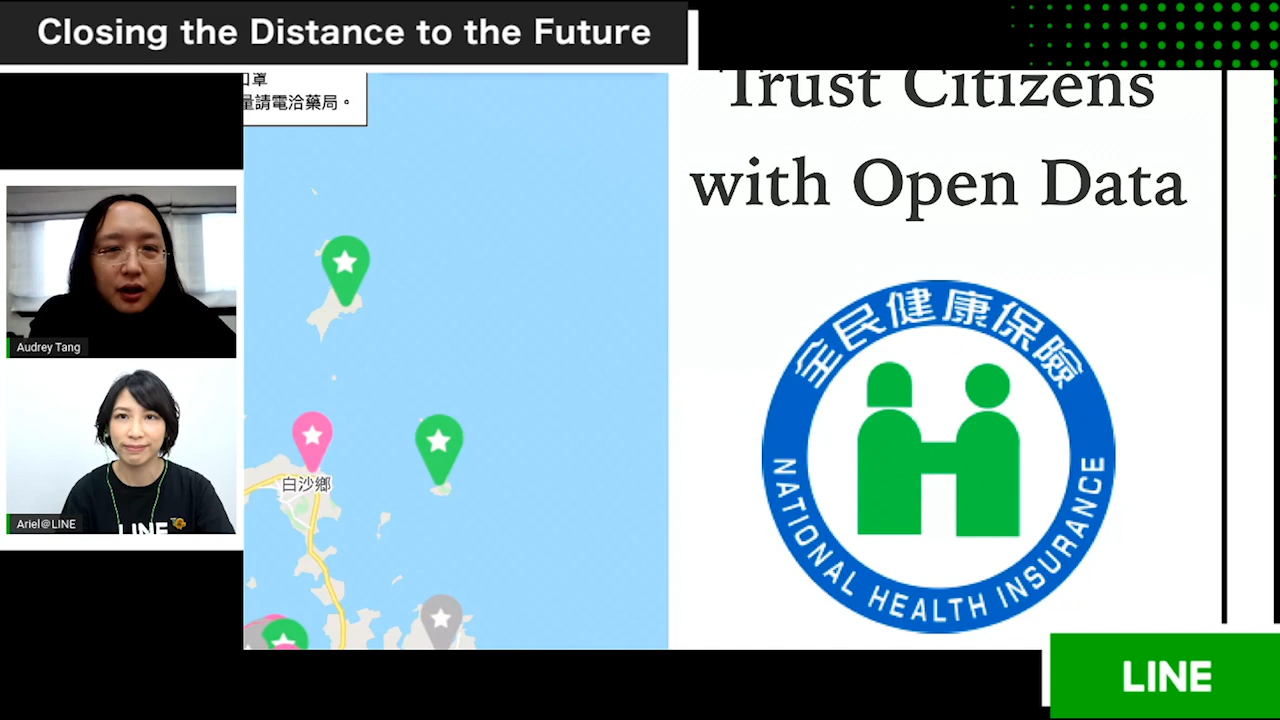 Closing the Distance to the Future
口罩
量請電洽藥局。
Trust Citizens
with Open Data
Audrey Tang
白沙鄉
全民健康保險
NATIONAL HEALTH INSURANCE
Ariel@LINE
LINE
LINE